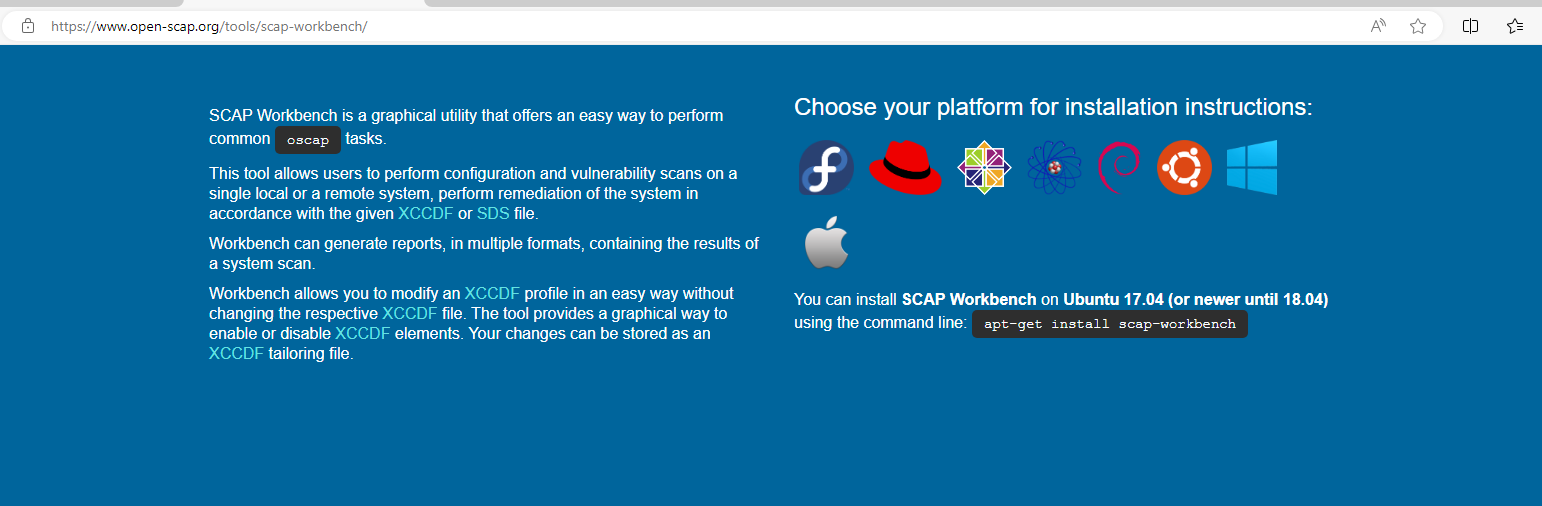 https://www.open-scap.org/tools/scap-workbench/
SCAP Workbench is a graphical utility that offers an easy way to perform
common oscap tasks.
This tool allows users to perform configuration and vulnerability scans on a
single local or a remote system, perform remediation of the system in
accordance with the given XCCDF or SDS file.
Workbench can generate reports, in multiple formats, containing the results of
a system scan.
Workbench allows you to modify an XCCDF profile in an easy way without
changing the respective XCCDF file. The tool provides a graphical way to
enable or disable XCCDF elements. Your changes can be stored as an
XCCDF tailoring file.
Choose your platform for installation instructions:
You can install SCAP Workbench on Ubuntu 17.04 (or newer until 18.04)
using the command line: apt-get install scap-workbench